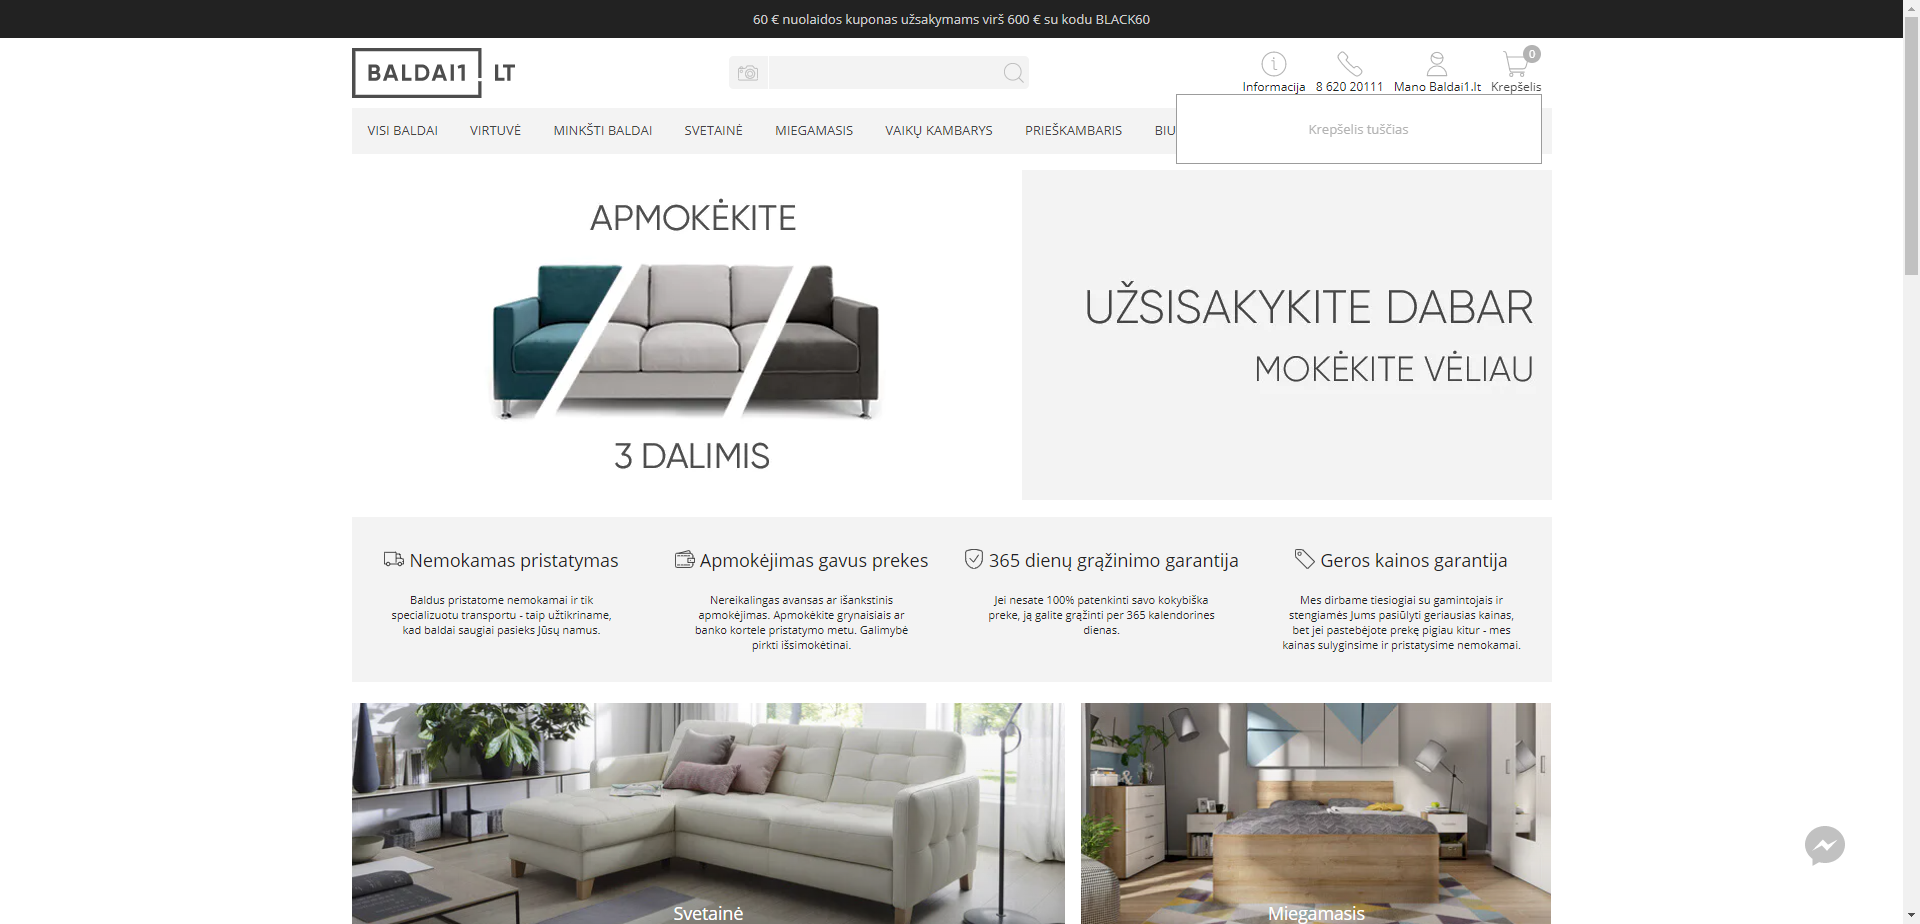 60 € nuolaidos kuponas užsakymams virš 600 € su kodu BLACK60
BALDAI1 LT
0
Informacija
8 620 20111
Mano Baldai1.lt
Krepšelis
VISI BALDAI
VIRTUVĖ
MINKŠTI BALDAI
SVETAINĖ
MIEGAMASIS
VAIKŲ KAMBARYS
PRIEŠKAMBARIS
BIU
Krepšelis tuščias
APMOKĖKITE
3 DALIMIS
UŽSISAKYKITE DABAR
MOKĖKITE VĖLIAU
Nemokamas pristatymas
Baldus pristatome nemokamai ir tik
specializuotu transportu - taip užtikriname,
kad baldai saugiai pasieks Jūsų namus.
Apmokėjimas gavus prekes
Nereikalingas avansas ar išankstinis
apmokėjimas. Apmokėkite grynaisiais ar
banko kortele pristatymo metu. Galimybė
pirkti išsimokėtinai.
365 dienų grąžinimo garantija
Jei nesate 100% patenkinti savo kokybiška
preke, ją galite grąžinti per 365 kalendorines
dienas.
Geros kainos garantija
Mes dirbame tiesiogiai su gamintojais ir
stengiamės Jums pasiūlyti geriausias kainas,
bet jei pastebėjote prekę pigiau kitur - mes
kainas sulyginsime ir pristatysime nemokamai.
Svetainė
Miegamasis